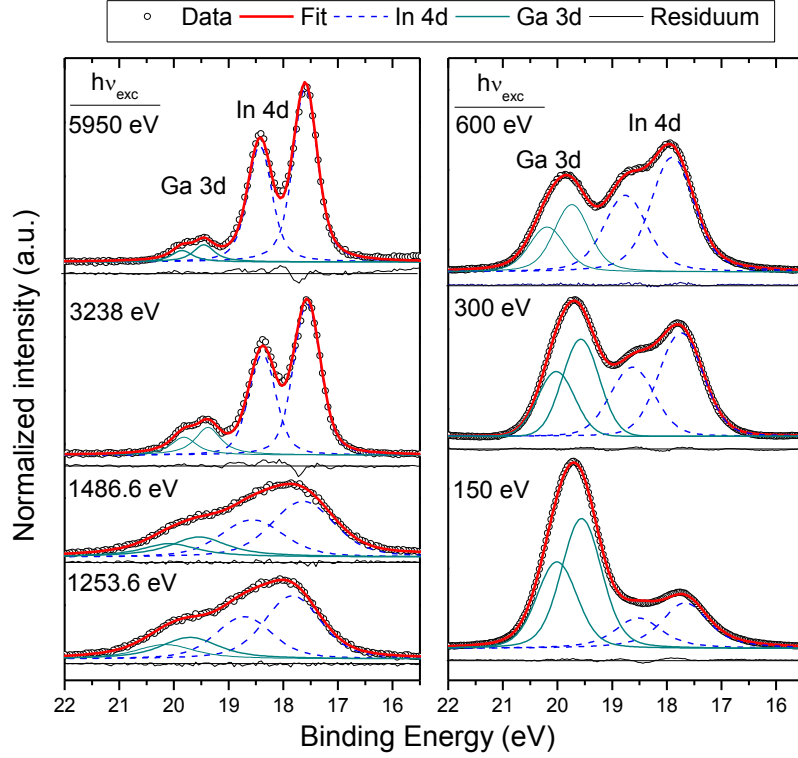 Data Fit In 4d Ga 3d Residuum
hν_exc
5950 eV
In 4d
Ga 3d
3238 eV
1486.6 eV
1253.6 eV
hν_exc
600 eV
In 4d
Ga 3d
300 eV
150 eV
22 21 20 19 18 17 16
22 21 20 19 18 17 16
Normalized intensity (a.u.)
Binding Energy (eV)